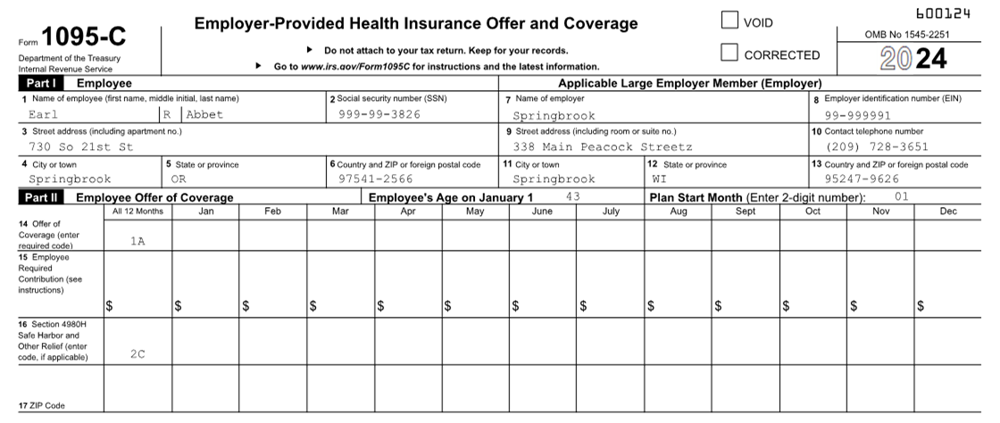 600124
Form 1095-C
Department of the Treasury
Internal Revenue Service
Employer-Provided Health Insurance Offer and Coverage
▶ Do not attach to your tax return. Keep for your records.
▶ Go to www.irs.gov/Form1095C for instructions and the latest information.
VOID
CORRECTED
OMB No 1545-2251
2024
Part I Employee
Applicable Large Employer Member (Employer)
1 Name of employee (first name, middle initial, last name)
Earl R Abbet
2 Social security number (SSN)
999-99-3826
7 Name of employer
Springbrook
8 Employer identification number (EIN)
99-999991
3 Street address (including apartment no.)
730 So 21st St
9 Street address (including room or suite no.)
338 Main Peacock Streetz
10 Contact telephone number
(209) 728-3651
4 City or town
Springbrook
5 State or province
OR
6 Country and ZIP or foreign postal code
97541-2566
11 City or town
Springbrook
12 State or province
WI
13 Country and ZIP or foreign postal code
95247-9626
Part II Employee Offer of Coverage
Employee's Age on January 1 43
Plan Start Month (Enter 2-digit number): 01
All 12 Months Jan Feb Mar Apr May June July Aug Sept Oct Nov Dec
14 Offer of
Coverage (enter
required code)
1A
15 Employee
Required
Contribution (see
instructions)
$ $ $ $ $ $ $ $ $ $ $ $ $
16 Section 4980H
Safe Harbor and
Other Relief (enter
code, if applicable)
2C
17 ZIP Code